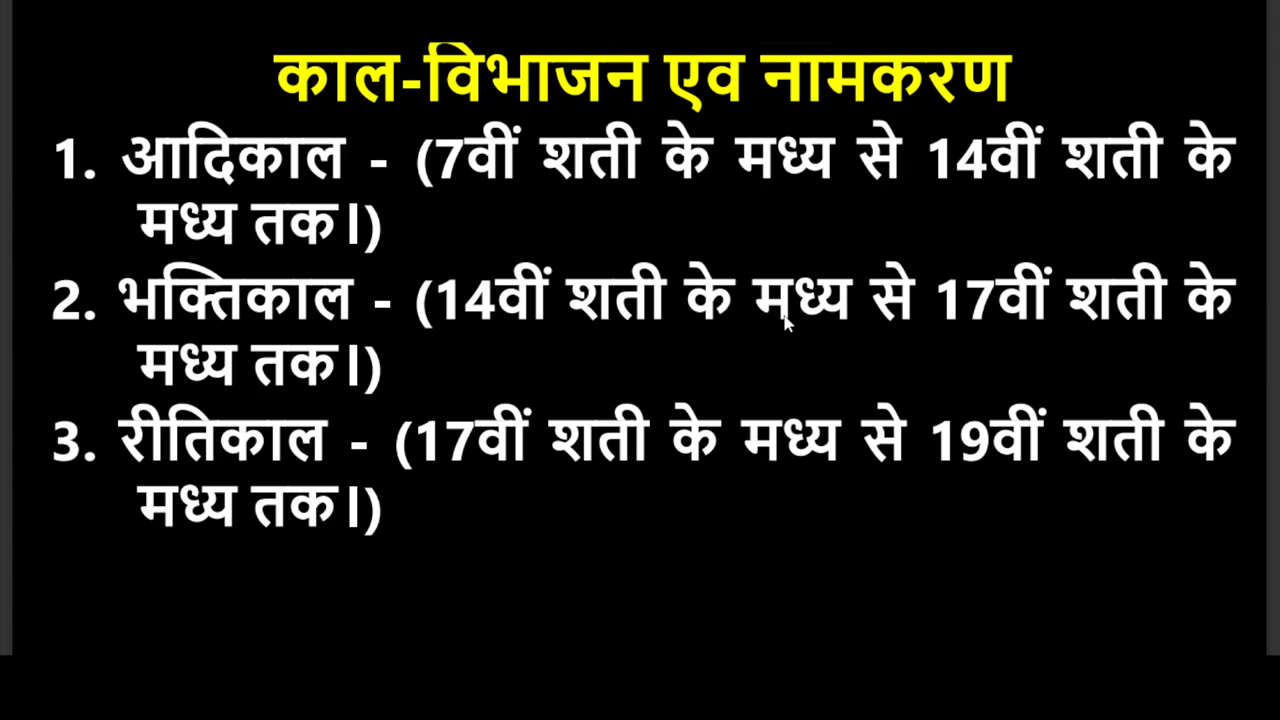 काल-विभाजन एव नामकरण
1. आदिकाल - (7वीं शती के मध्य से 14वीं शती के
मध्य तक।)
2. भक्तिकाल - (14वीं शती के मध्य से 17वीं शती के
मध्य तक।)
3. रीतिकाल - (17वीं शती के मध्य से 19वीं शती के
मध्य तक।)